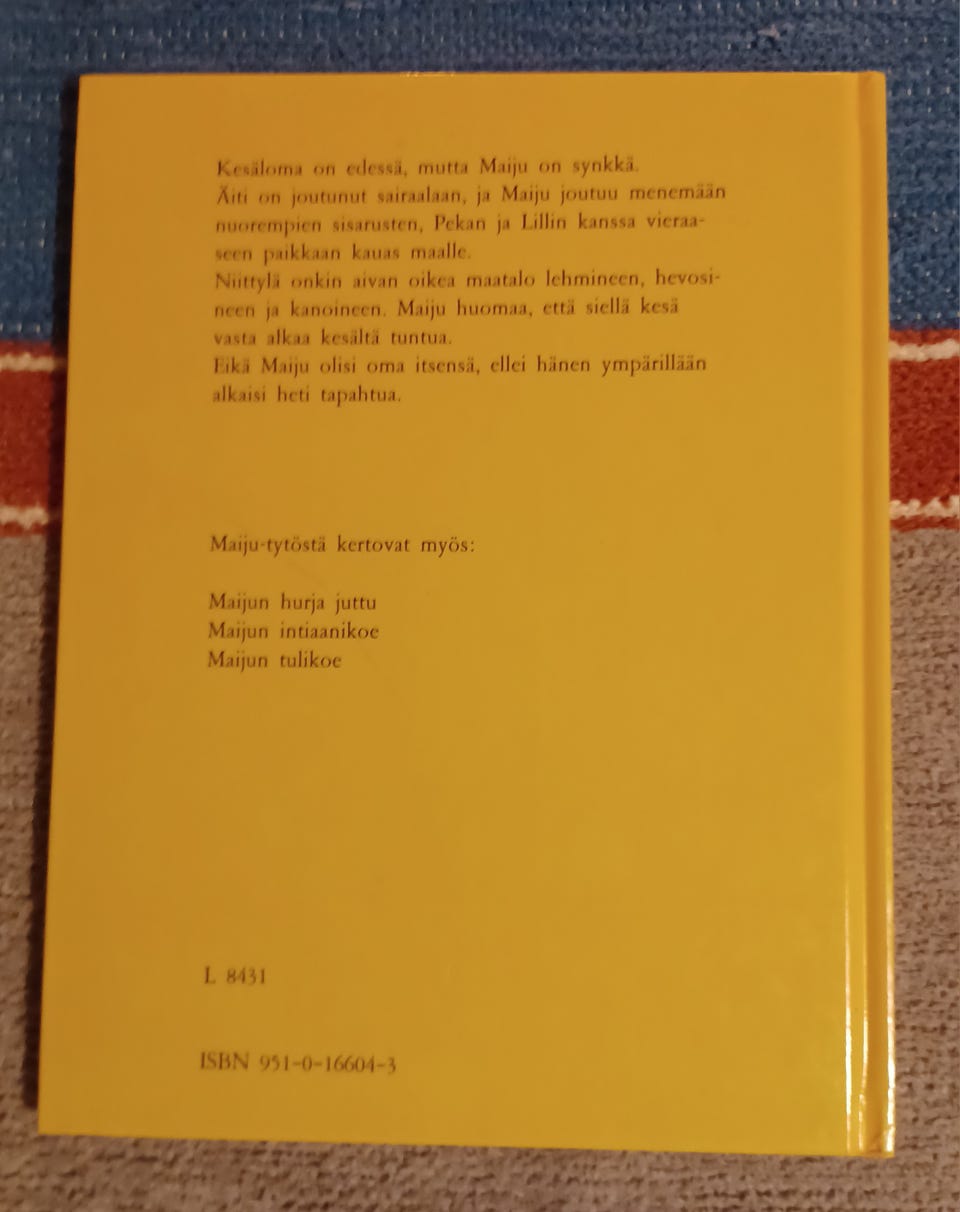 Kesäloma on edessä, mutta Maiju on synkkä.
Äiti on joutunut sairaalaan, ja Maiju joutuu menemään
nuorempien sisarusten, Pekan ja Lillin kanssa vieraa-
seen paikkaan kauas maalle.
Niittylä onkin aivan oikea maatalo lehmineen, hevosi-
neen ja kanoineen. Maiju huomaa, että siellä kesä
vasta alkaa kesältä tuntua.
Eikä Maiju olisi oma itsensä, ellei hänen ympärillään
alkaisi heti tapahtua.
Maiju-tytöstä kertovat myös:
Maijun hurja juttu
Maijun intiaanikoe
Maijun tulikoe
L 8431
ISBN 951-0-16604-3